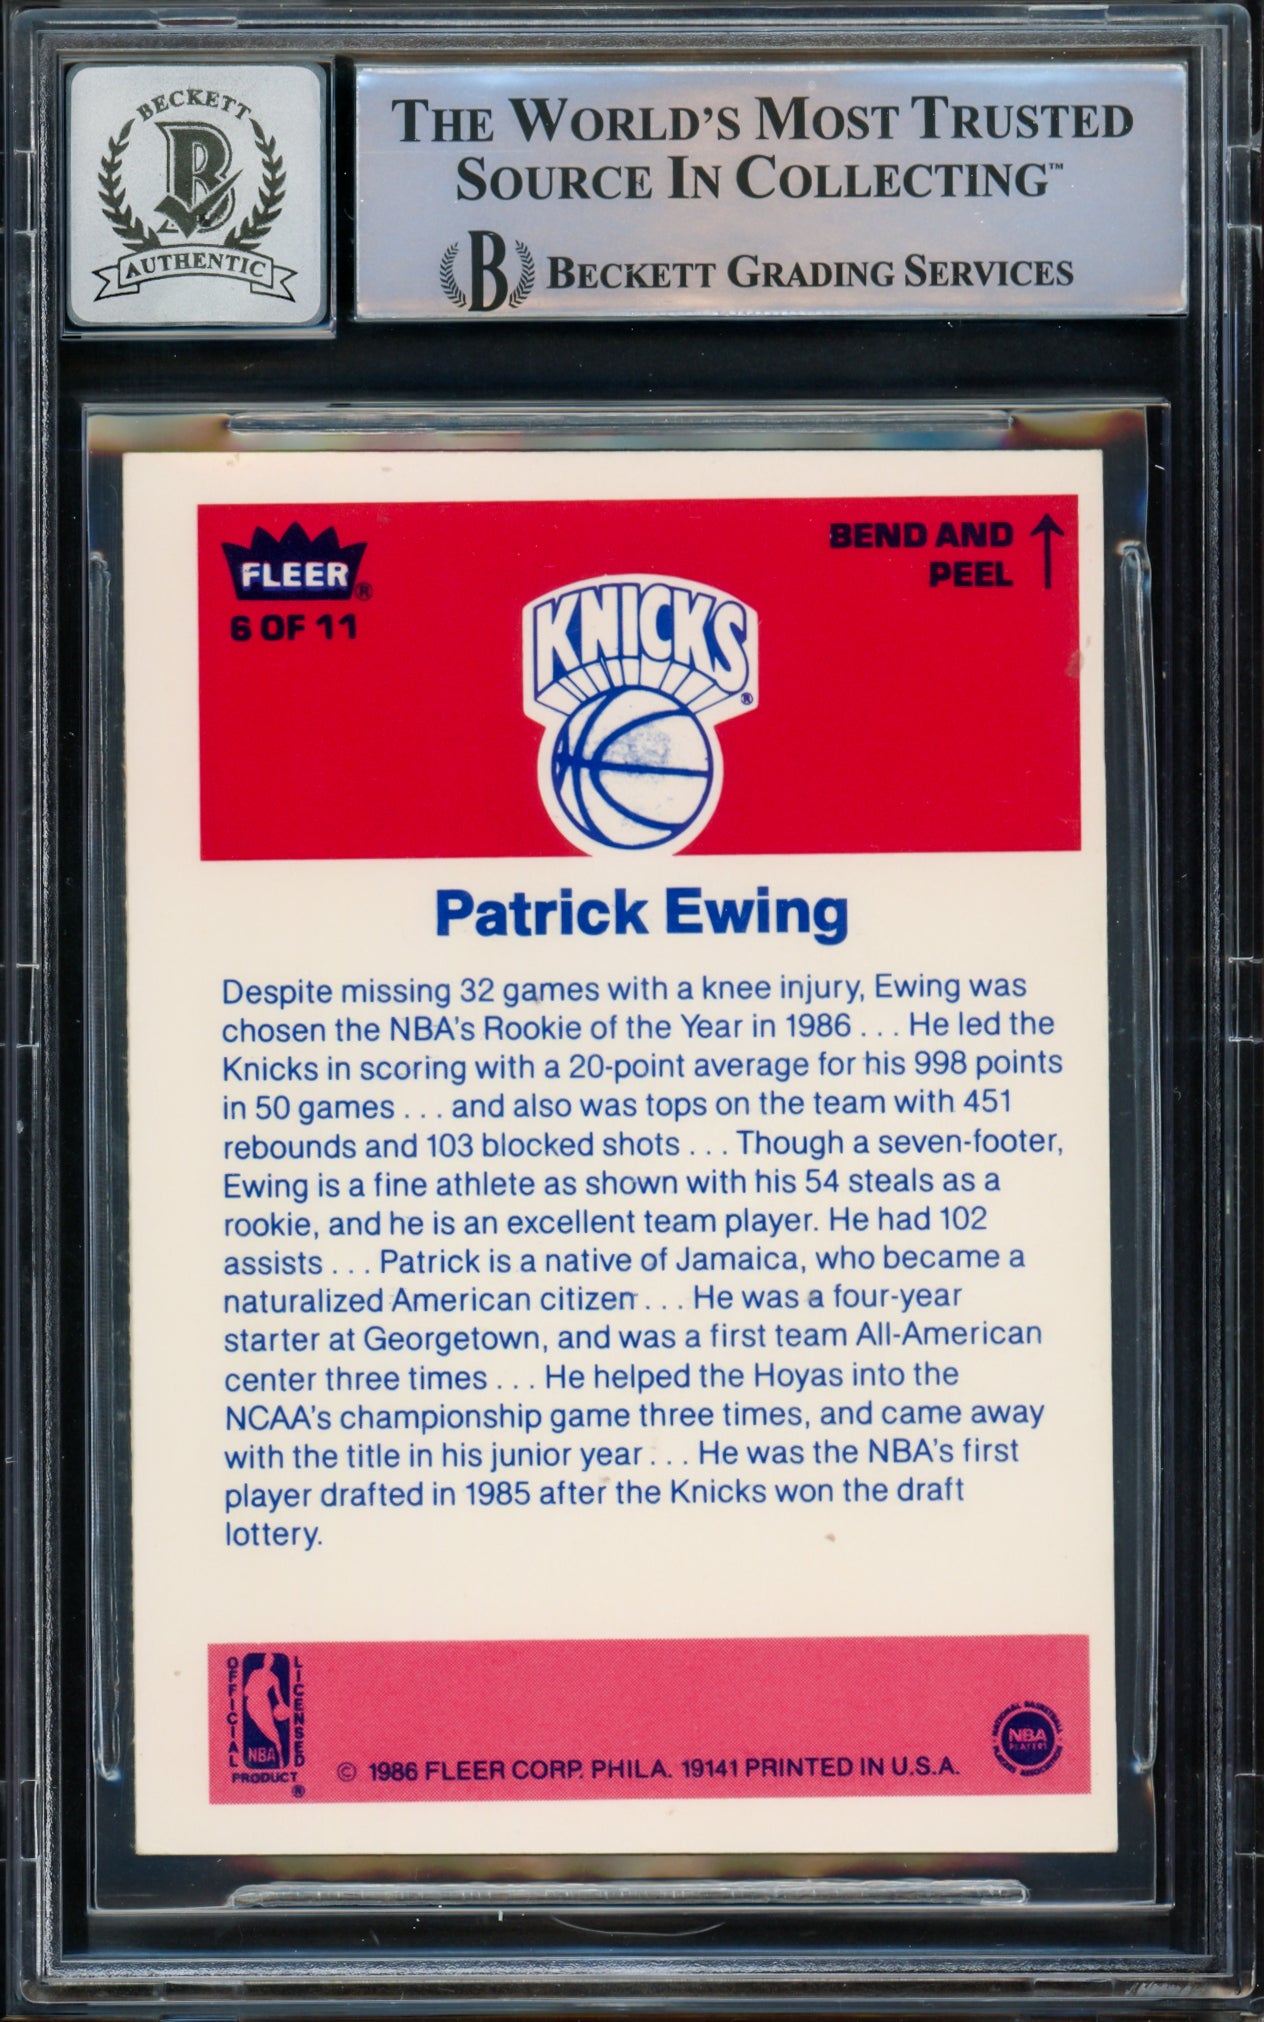 BECKETT
AUTHENTIC
THE WORLD'S MOST TRUSTED
SOURCE IN COLLECTING™
B BECKETT GRADING SERVICES
FLEER®
6 OF 11
BEND AND
PEEL
KNICKS
®
Patrick Ewing
Despite missing 32 games with a knee injury, Ewing was
chosen the NBA's Rookie of the Year in 1986 . . . He led the
Knicks in scoring with a 20-point average for his 998 points
in 50 games . . . and also was tops on the team with 451
rebounds and 103 blocked shots . . . Though a seven-footer,
Ewing is a fine athlete as shown with his 54 steals as a
rookie, and he is an excellent team player. He had 102
assists . . . Patrick is a native of Jamaica, who became a
naturalized American citizen . . . He was a four-year
starter at Georgetown, and was a first team All-American
center three times . . . He helped the Hoyas into the
NCAA's championship game three times, and came away
with the title in his junior year . . . He was the NBA's first
player drafted in 1985 after the Knicks won the draft
lottery.
OFFICIAL
NBA
LICENSED
PRODUCT
®
© 1986 FLEER CORP. PHILA. 19141 PRINTED IN U.S.A.
NATIONAL BASKETBALL
NBA
PLAYERS
PLAYERS ASSOCIATION